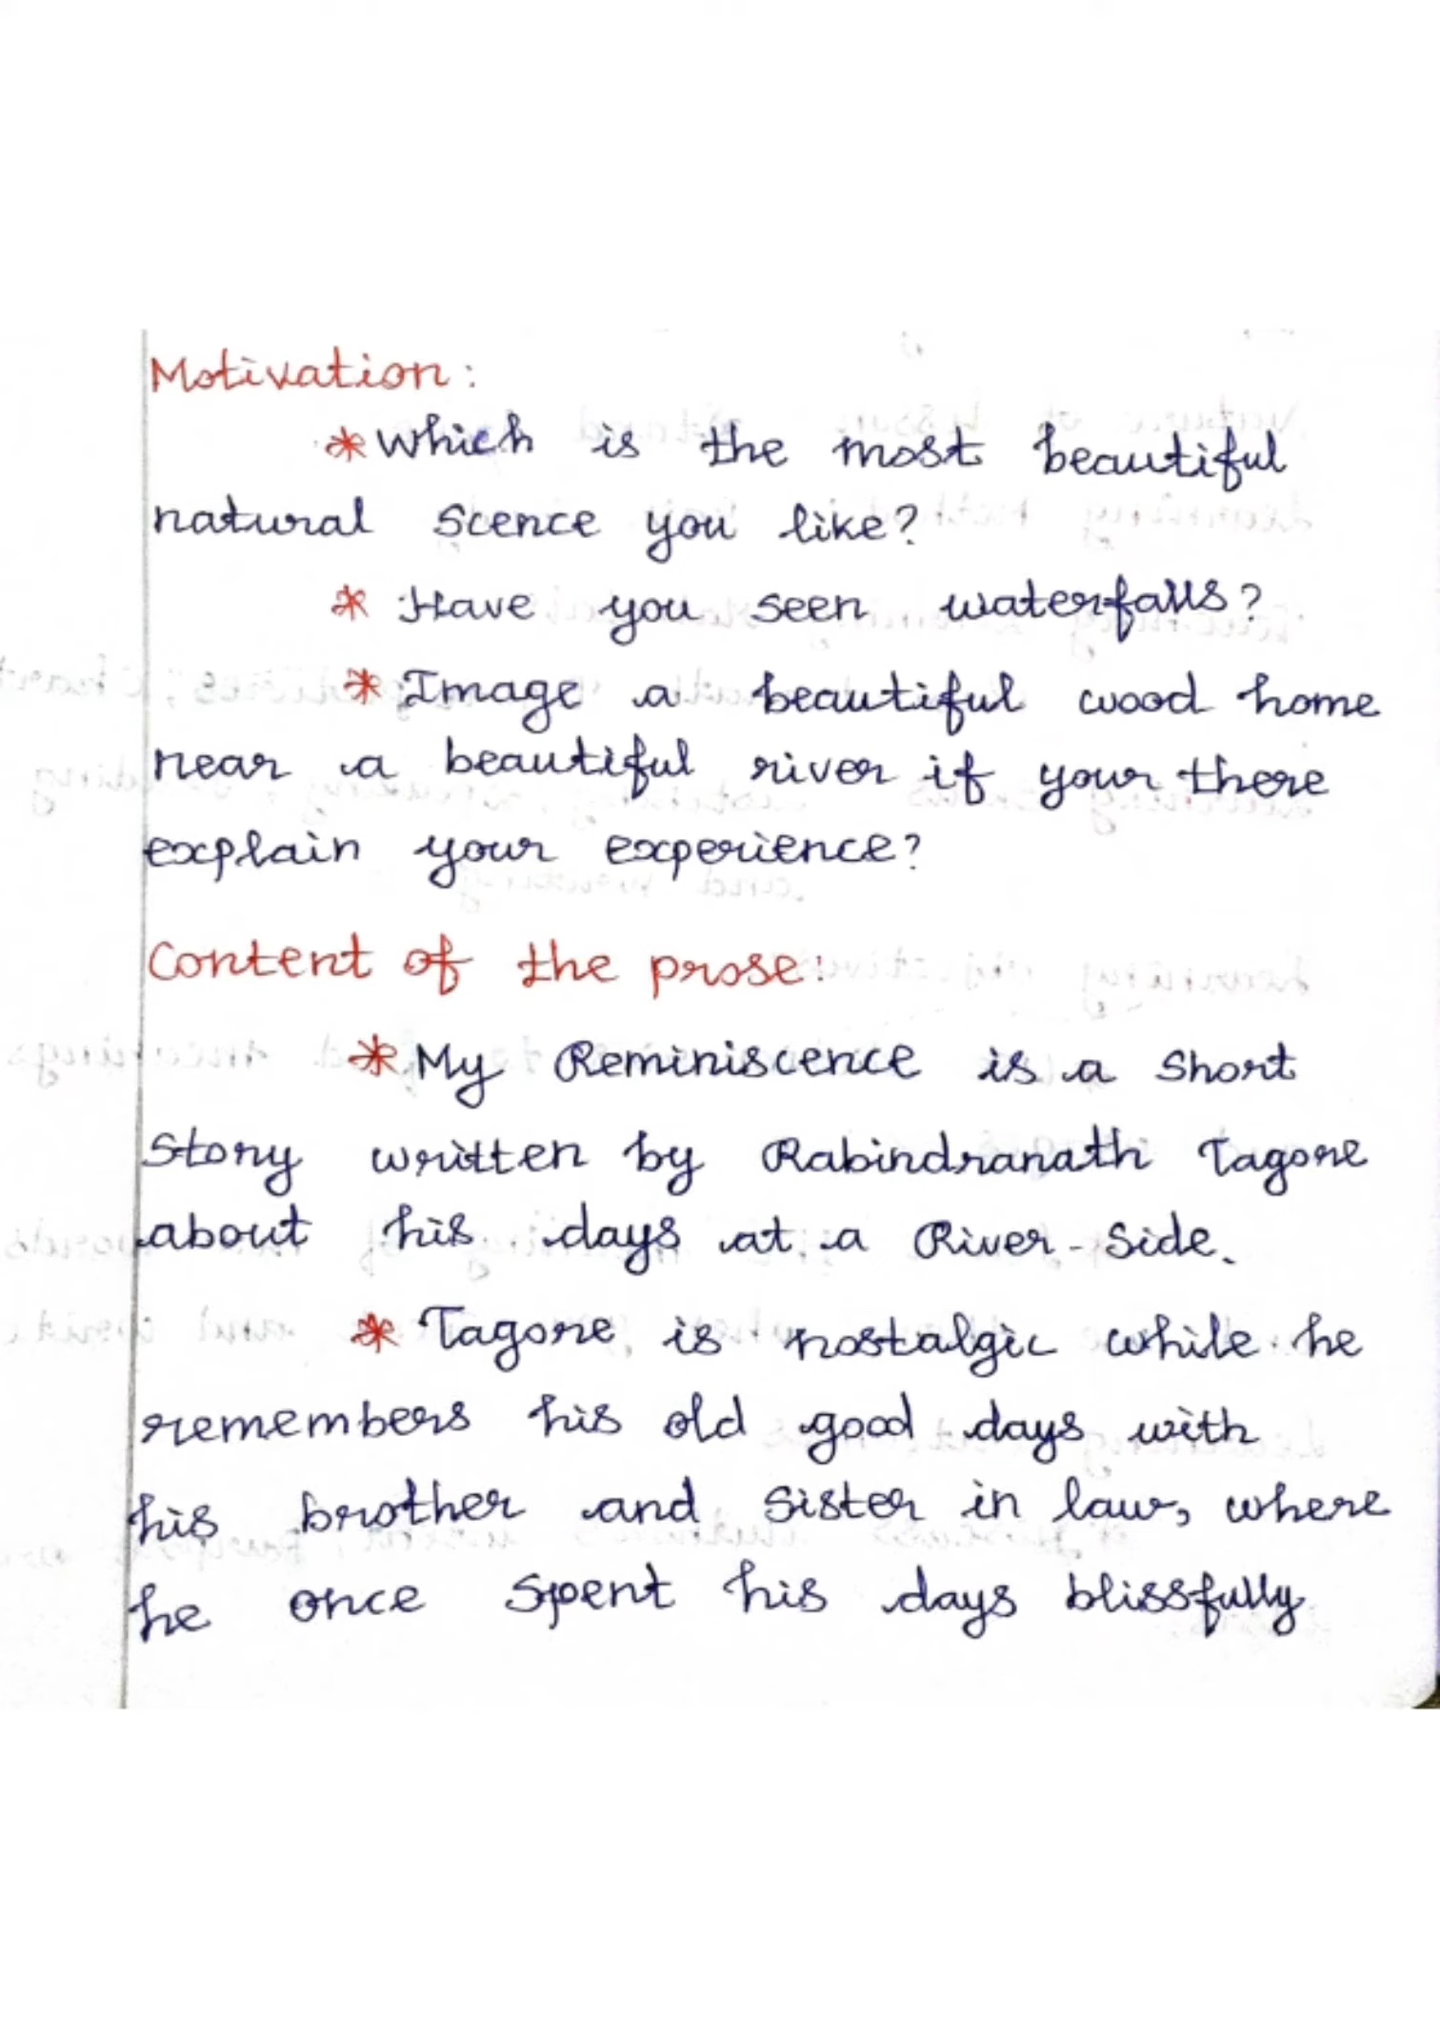 Motivation:
* Which is the most beautiful
natural Scence you like?
* Have you seen waterfalls?
* Image a beautiful wood home
near a beautiful river if your there
explain your experience?
Content of the prose:
* My Reminiscence is a Short
Story written by Rabindranath Tagore
about his days at a River-Side.
* Tagore is nostalgic while he
remembers his old good days with
his brother and Sister in law, where
he once Spent his days blissfully